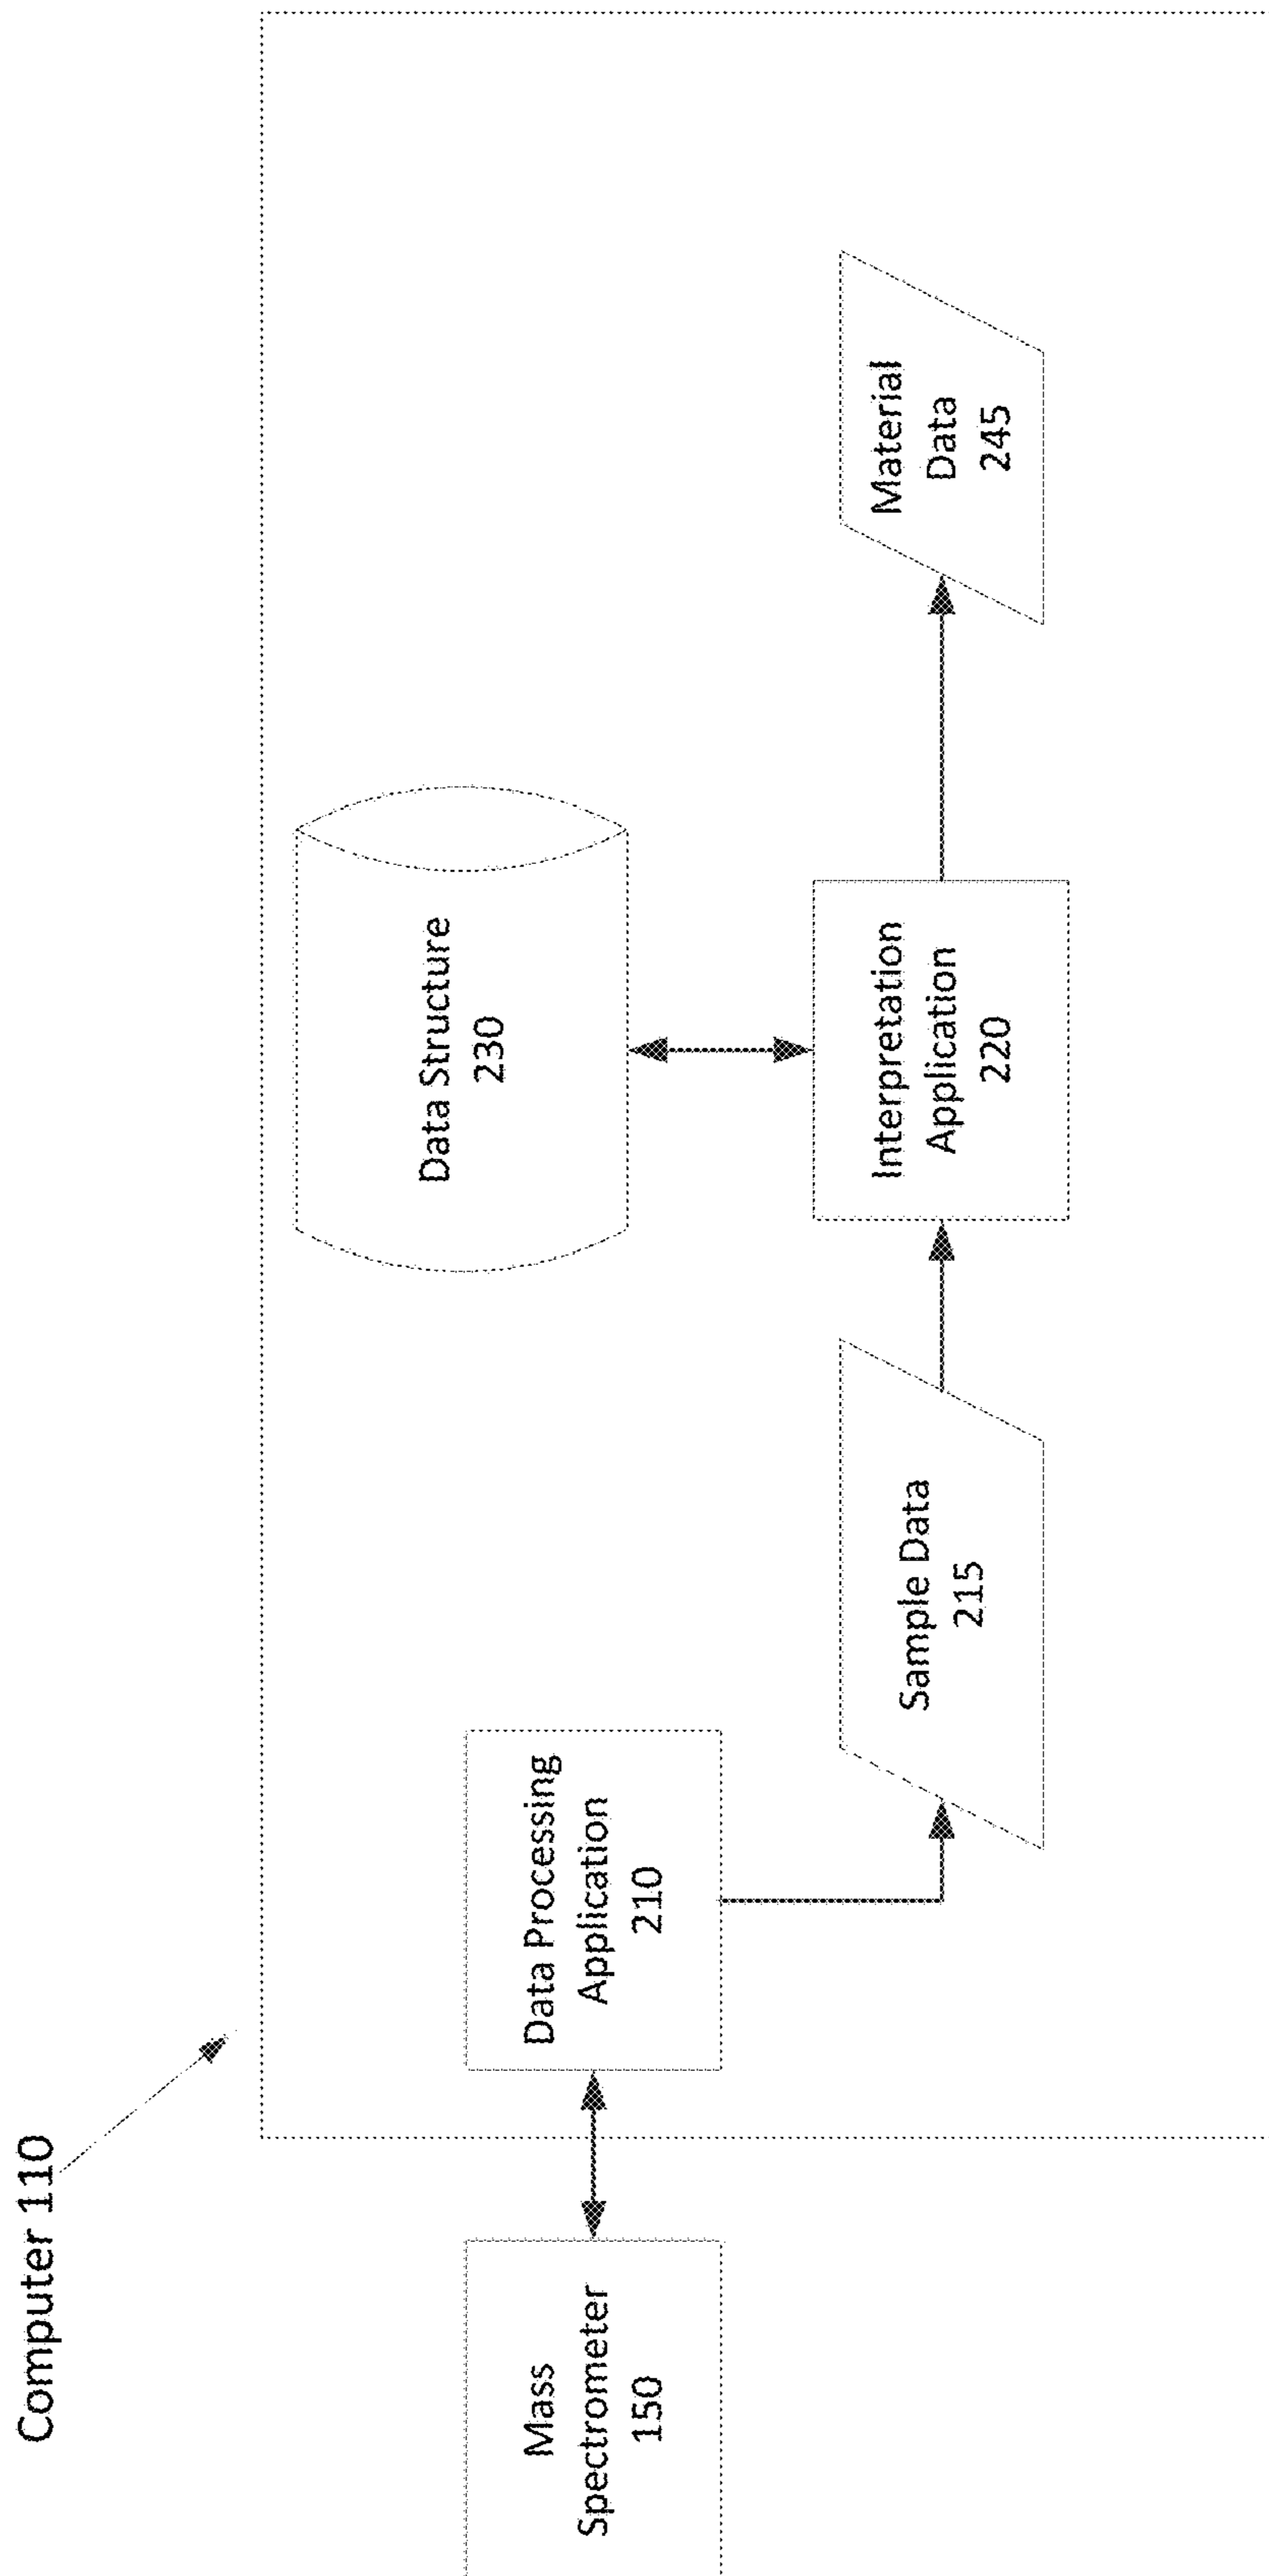 Computer 110
Mass
Spectrometer
150
Data Processing
Application
210
Sample Data
215
Data Structure
230
Interpretation
Application
220
Material
Data
245